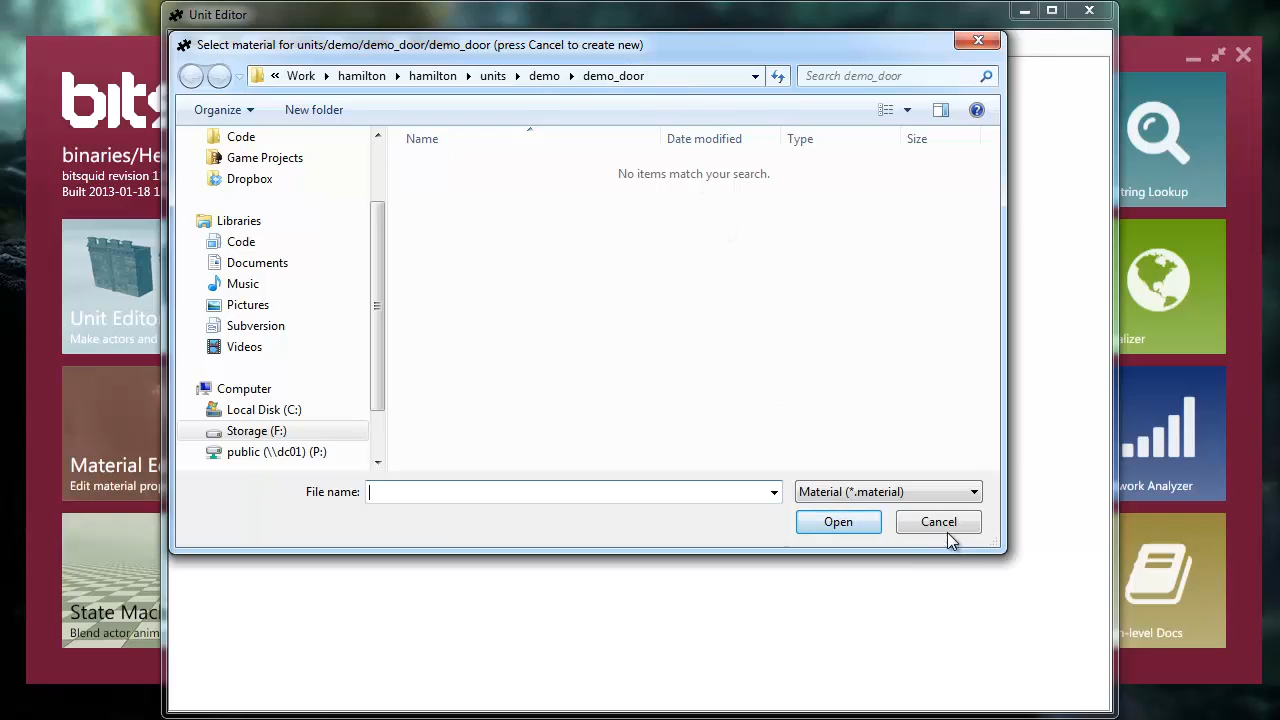 Unit Editor
Select material for units/demo/demo_door/demo_door (press Cancel to create new)
Work hamilton hamilton units demo demo_door
Search demo_door
Organize New folder
Code
Game Projects
Dropbox
Libraries
Code
Documents
Music
Pictures
Subversion
Videos
Computer
Local Disk (C:)
Storage (F:)
public (\\dc01) (P:)
Name Date modified Type Size
No items match your search.
File name:
Material (*.material)
Open Cancel
bits
binaries/He
bitsquid revision 1
Built 2013-01-18 1
Unit Edito
Make actors and
Material E
Edit material prop
State Mac
Blend actor anim
tring Lookup
alizer
work Analyzer
n-level Docs